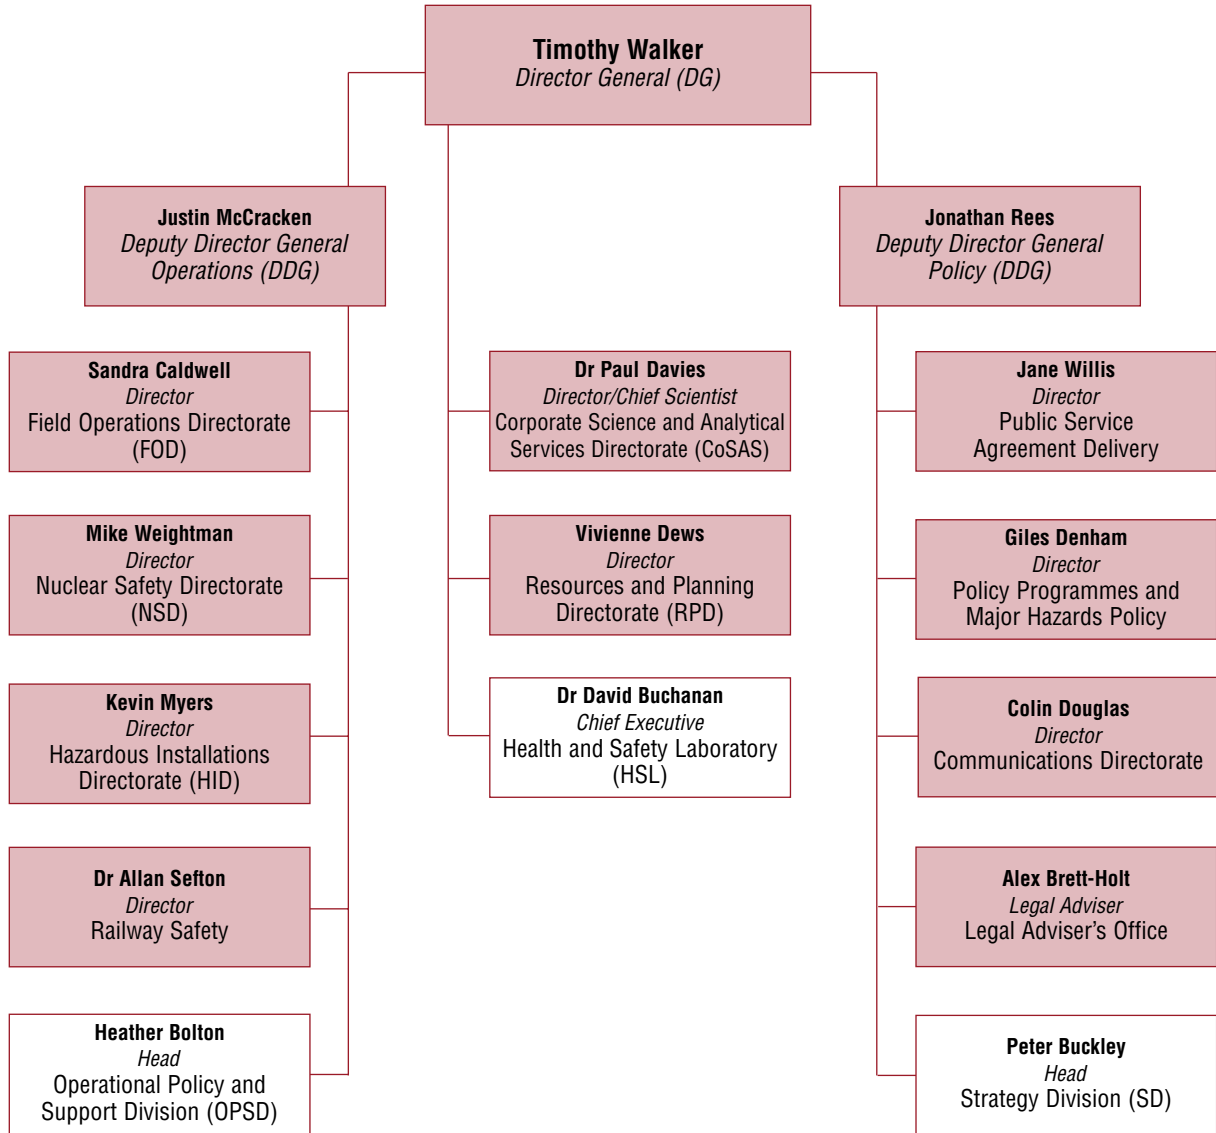 Timothy Walker
Director General (DG)
Justin McCracken
Deputy Director General
Operations (DDG)
Jonathan Rees
Deputy Director General
Policy (DDG)
Sandra Caldwell
Director
Field Operations Directorate
(FOD)
Dr Paul Davies
Director/Chief Scientist
Corporate Science and Analytical
Services Directorate (CoSAS)
Jane Willis
Director
Public Service
Agreement Delivery
Mike Weightman
Director
Nuclear Safety Directorate
(NSD)
Vivienne Dews
Director
Resources and Planning
Directorate (RPD)
Giles Denham
Director
Policy Programmes and
Major Hazards Policy
Kevin Myers
Director
Hazardous Installations
Directorate (HID)
Dr David Buchanan
Chief Executive
Health and Safety Laboratory
(HSL)
Colin Douglas
Director
Communications Directorate
Dr Allan Sefton
Director
Railway Safety
Alex Brett-Holt
Legal Adviser
Legal Adviser’s Office
Heather Bolton
Head
Operational Policy and
Support Division (OPSD)
Peter Buckley
Head
Strategy Division (SD)